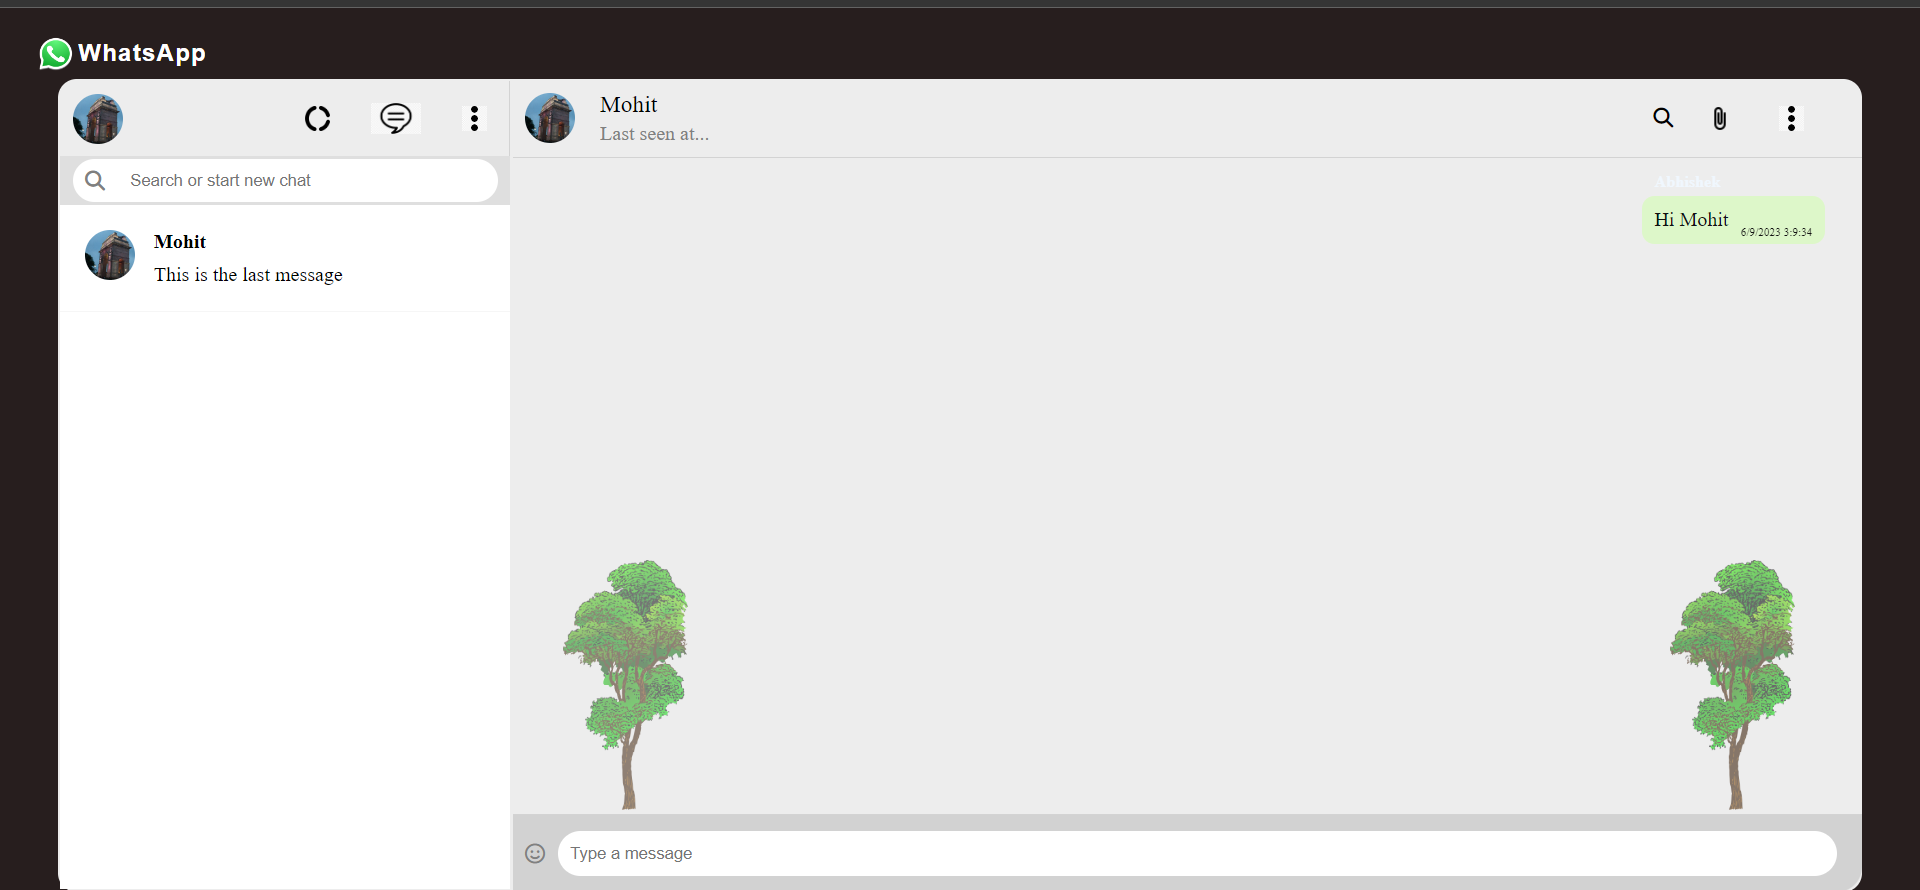 WhatsApp
Mohit
Last seen at...
Search or start new chat
Mohit
This is the last message
Abhishek
Hi Mohit
6/9/2023 3:9:34
Type a message